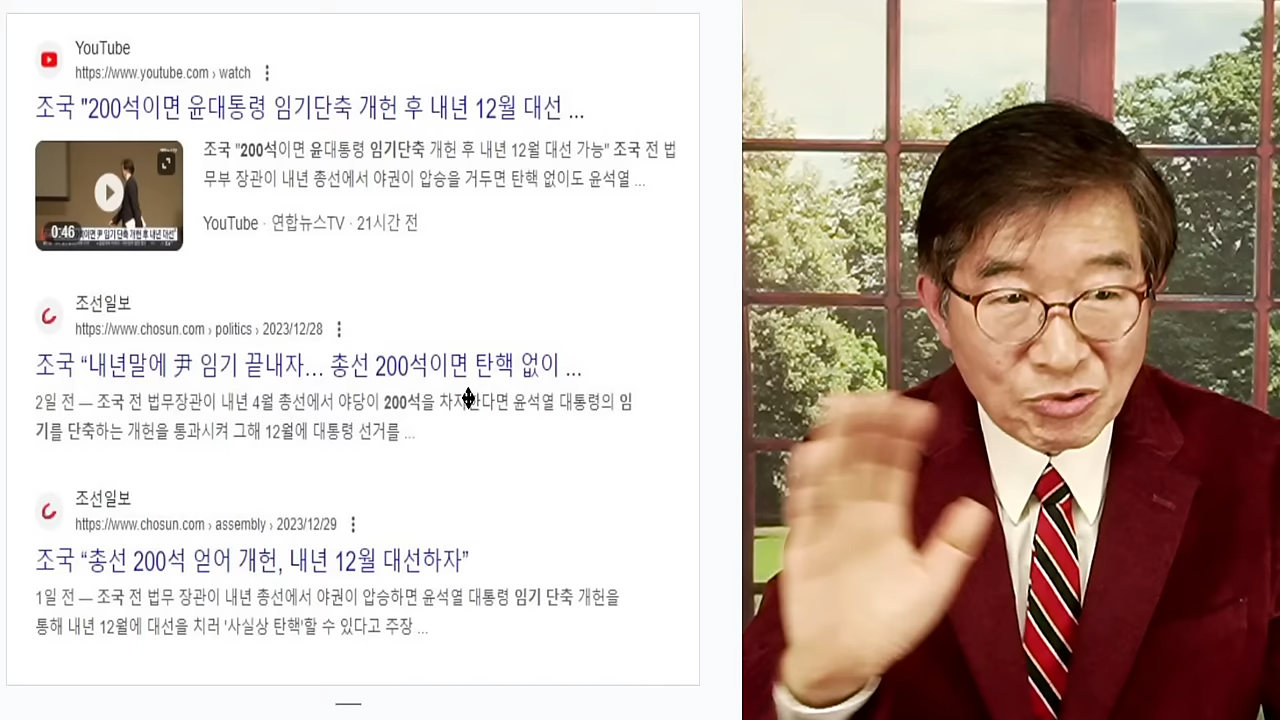 YouTube
https://www.youtube.com › watch
조국 "200석이면 윤대통령 임기단축 개헌 후 내년 12월 대선 ...
조국 "200석이면 윤대통령 임기단축 개헌 후 내년 12월 대선 가능" 조국 전 법
무부 장관이 내년 총선에서 야권이 압승을 거두면 탄핵 없이도 윤석열 ...
0:46
YouTube · 연합뉴스TV · 21시간 전
조선일보
https://www.chosun.com › politics › 2023/12/28
조국 “내년말에 尹 임기 끝내자... 총선 200석이면 탄핵 없이 ...
2일 전 — 조국 전 법무장관이 내년 4월 총선에서 야당이 200석을 차지한다면 윤석열 대통령의 임
기를 단축하는 개헌을 통과시켜 그해 12월에 대통령 선거를 ...
조선일보
https://www.chosun.com › assembly › 2023/12/29
조국 “총선 200석 얻어 개헌, 내년 12월 대선하자”
1일 전 — 조국 전 법무 장관이 내년 총선에서 야권이 압승하면 윤석열 대통령 임기 단축 개헌을
통해 내년 12월에 대선을 치러 '사실상 탄핵'할 수 있다고 주장 ...